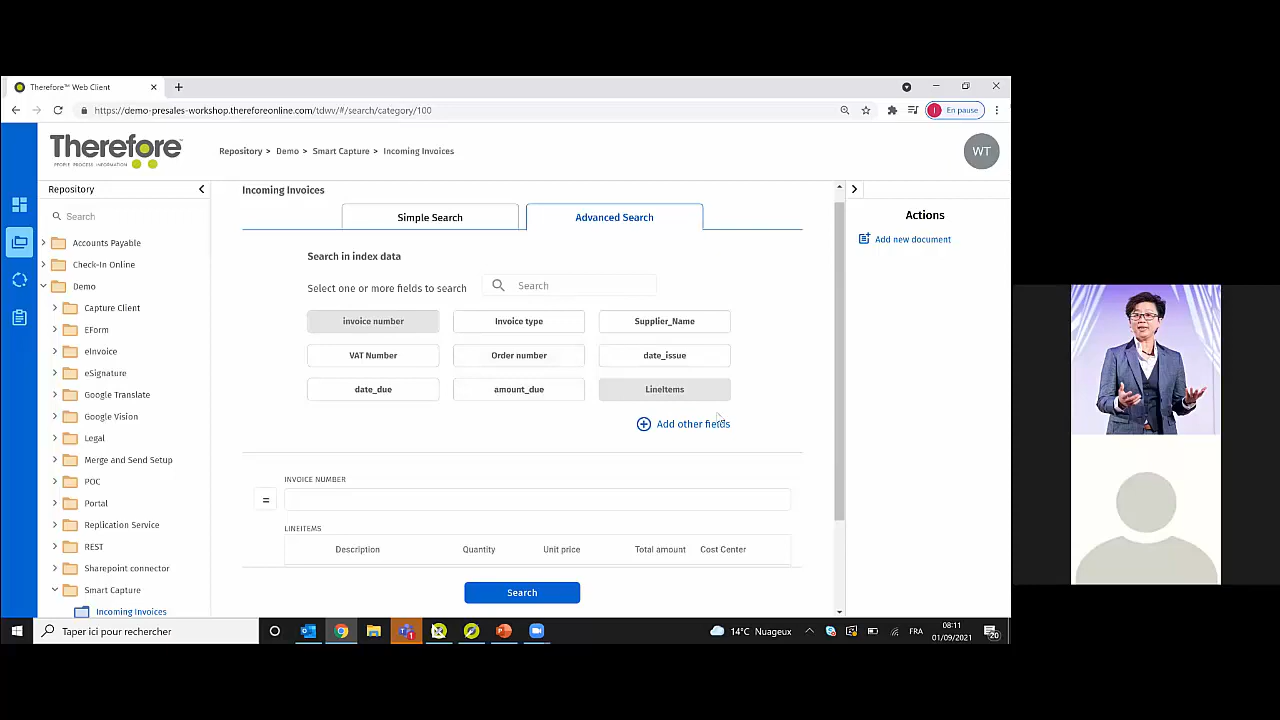 Therefore™ Web Client
https://demo-presales-workshop.thereforeonline.com/tdwv/#/search/category/100
I
En pause
Therefore™
PEOPLE PROCESS INFORMATION
Repository > Demo > Smart Capture > Incoming Invoices
WT
Repository
Search
Accounts Payable
Check-In Online
Demo
Capture Client
EForm
eInvoice
eSignature
Google Translate
Google Vision
Legal
Merge and Send Setup
POC
Portal
Replication Service
REST
Sharepoint connector
Smart Capture
Incoming Invoices
Incoming Invoices
Simple Search
Advanced Search
Search in index data
Select one or more fields to search
Search
invoice number
Invoice type
Supplier_Name
VAT Number
Order number
date_issue
date_due
amount_due
LineItems
Add other fields
INVOICE NUMBER
=
LINEITEMS
Description Quantity Unit price Total amount Cost Center
Search
Actions
Add new document
Taper ici pour rechercher
14°C Nuageux
FRA
08:11
01/09/2021
20